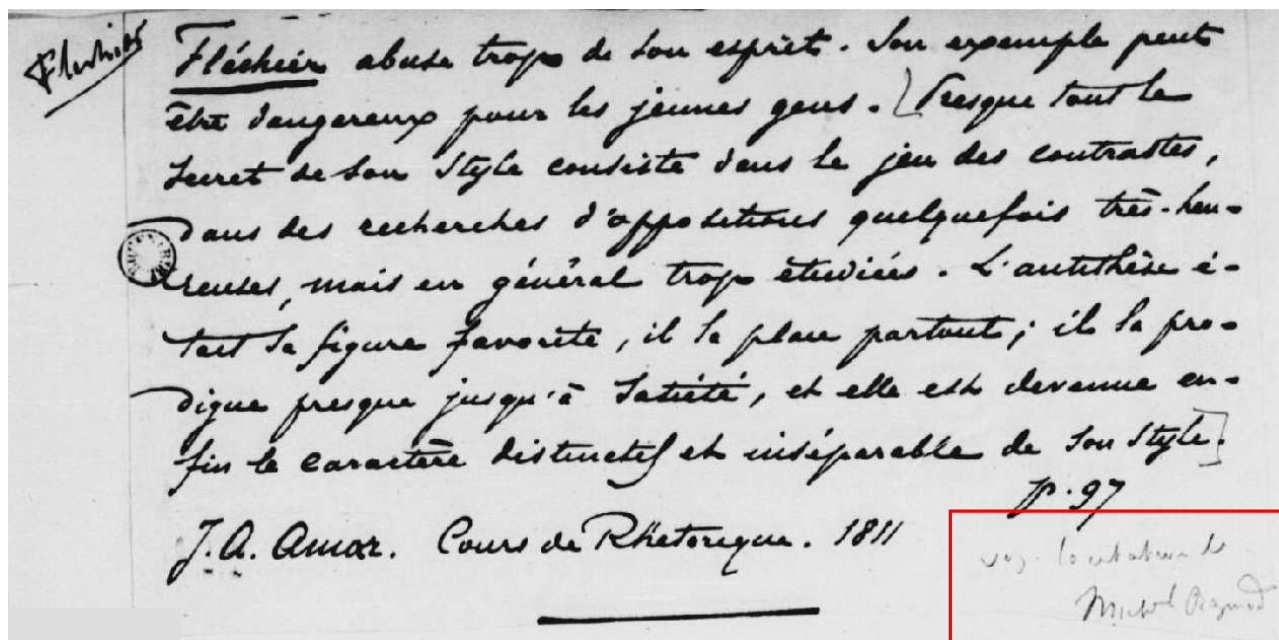 Fléchier
Fléchier abuse trop de son esprit. Son exemple peut
être dangereux pour les jeunes gens. [Presque tout le
secret de son style consiste dans le jeu des contrastes,
dans des recherches d'oppositions quelquefois très-heu-
reuses, mais en général trop étudiées. L'antithèse é-
tait sa figure favorite, il la place partout; il la pro-
digue presque jusqu'à satiété, et elle est devenue en-
fin le caractère distinctif et inséparable de son style.]
p. 97
J. A. Amar. Cours de Rhétorique. 1811
voy. la citation de
Michel